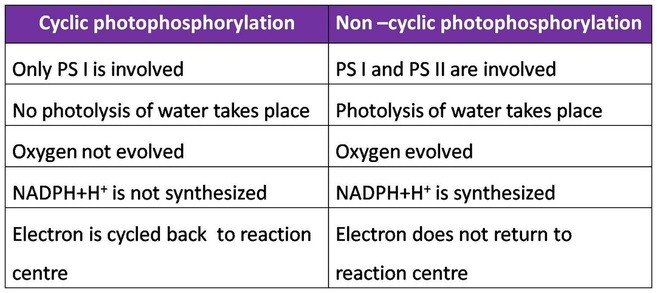 Cyclic photophosphorylation
Non –cyclic photophosphorylation
Only PS I is involved
PS I and PS II are involved
No photolysis of water takes place
Photolysis of water takes place
Oxygen not evolved
Oxygen evolved
NADPH+H⁺ is not synthesized
NADPH+H⁺ is synthesized
Electron is cycled back to reaction
centre
Electron does not return to
reaction centre